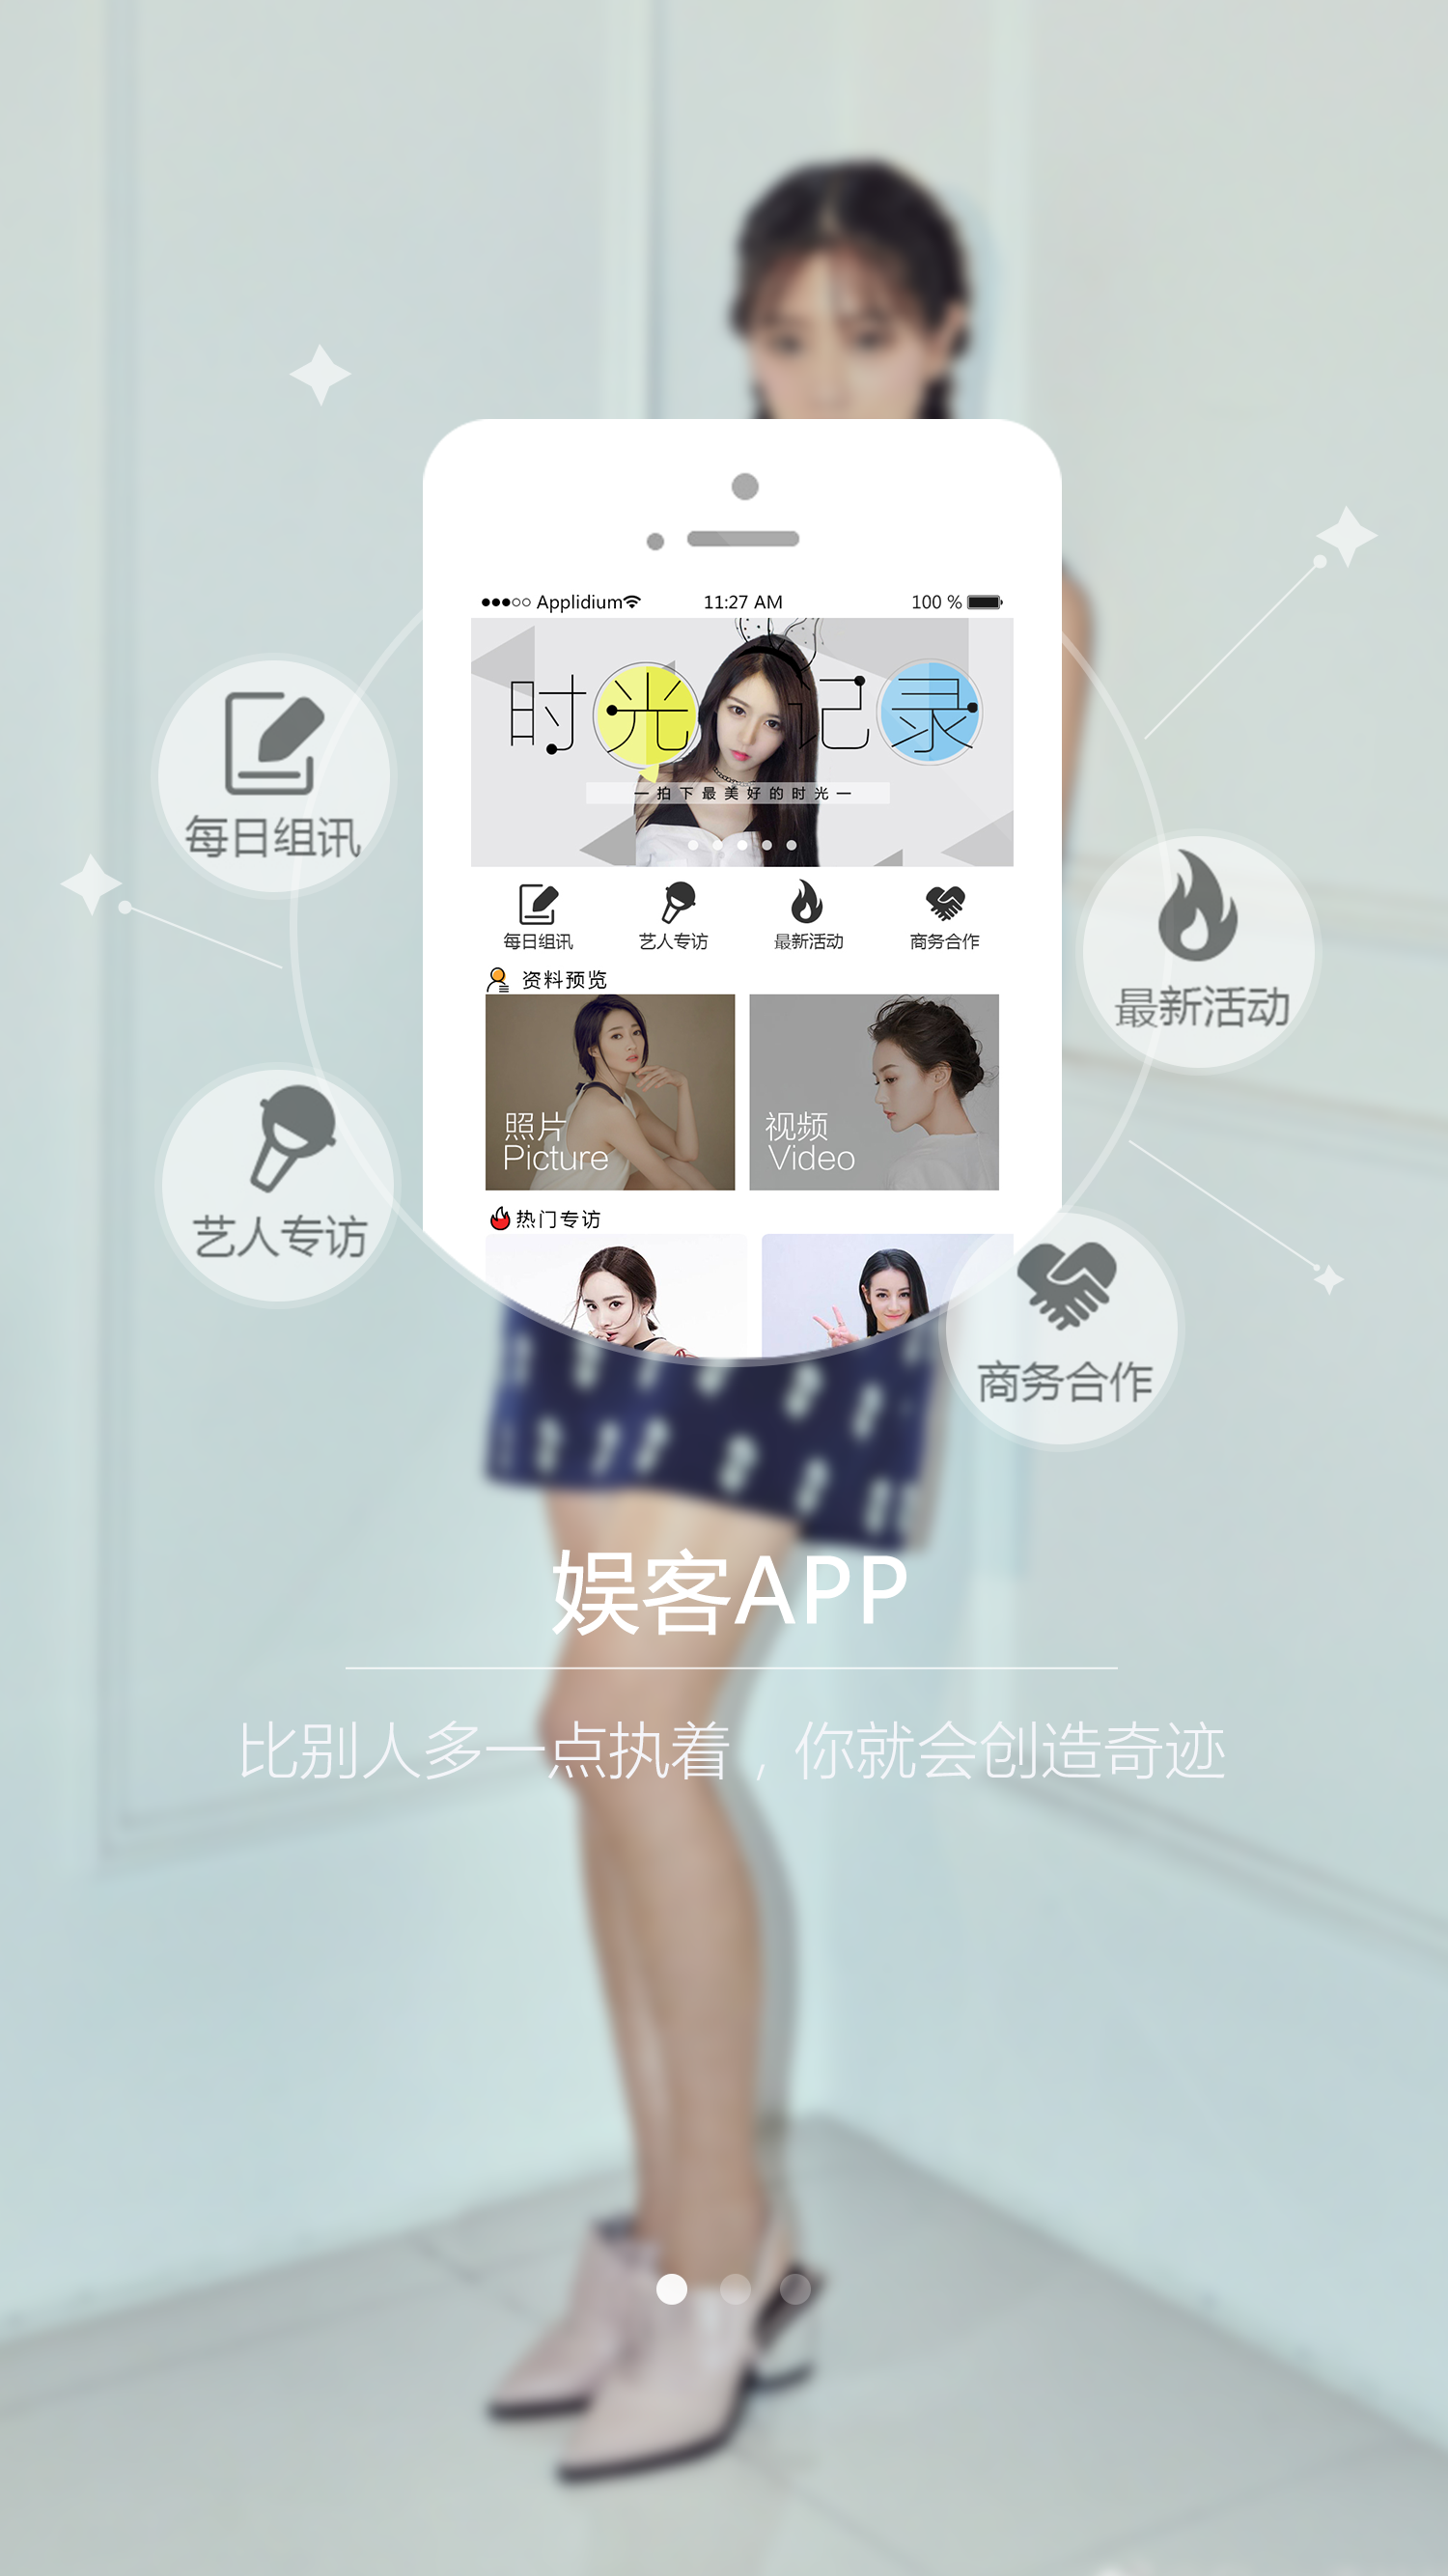 ●●●○○ Applidium 11:27 AM 100 %
时光记录
一拍下最美好的时光一
每日组讯
艺人专访
最新活动
商务合作
每日组讯 艺人专访 最新活动 商务合作
资料预览
照片
Picture
视频
Video
热门专访
娱客APP
比别人多一点执着，你就会创造奇迹